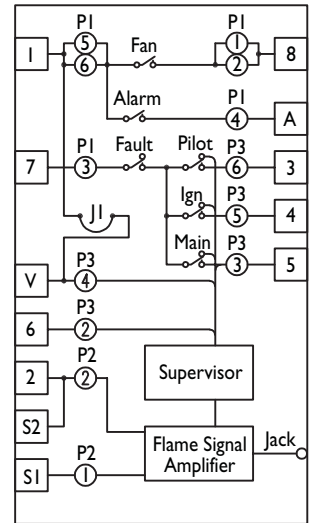 P1 P1
1 5 Fan 1 8
6 2
Alarm P1
4 A
P1 Fault Pilot P3
7 3 6 3
Ign P3
J1 5 4
Main P3
P3 3 5
V 4
P3
6 2
P2
2 2 Supervisor
S2
P2 Flame Signal Jack
S1 1 Amplifier